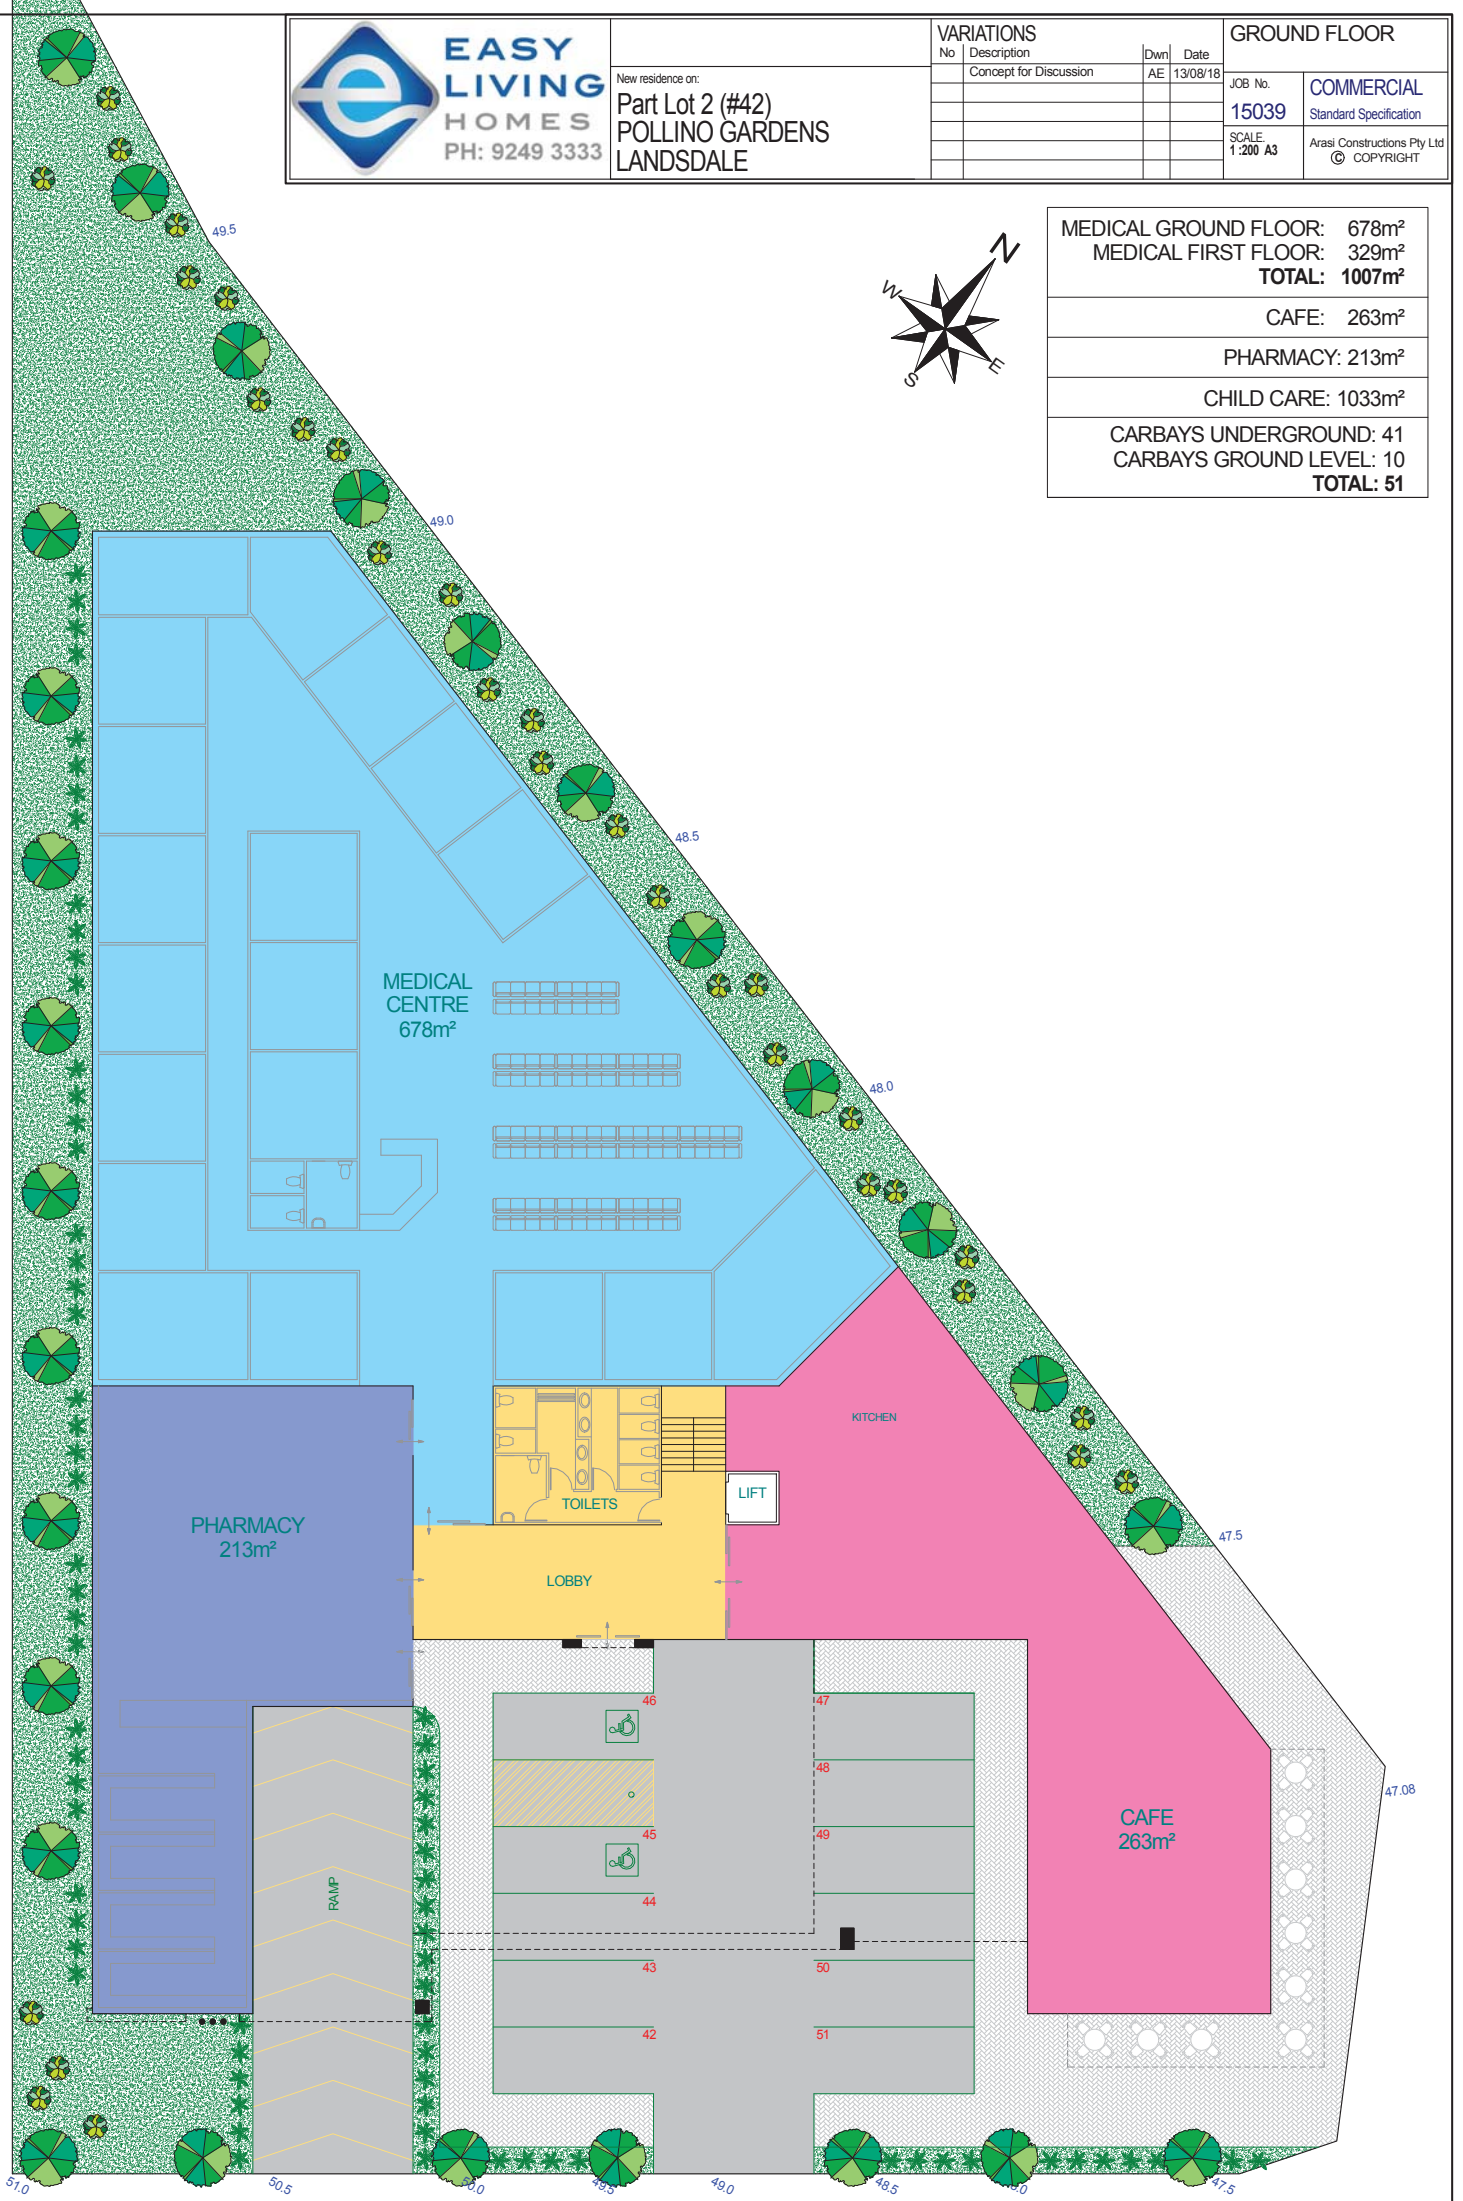 EASY
LIVING
HOMES
PH: 9249 3333
New residence on:
Part Lot 2 (#42)
POLLINO GARDENS
LANDSDALE
VARIATIONS
No Description Dwn Date
Concept for Discussion AE 13/08/18
GROUND FLOOR
JOB No.
15039
COMMERCIAL
Standard Specification
SCALE.
1 :200 A3
Arasi Constructions Pty Ltd
© COPYRIGHT
MEDICAL GROUND FLOOR: 678m²
MEDICAL FIRST FLOOR: 329m²
TOTAL: 1007m²
CAFE: 263m²
PHARMACY: 213m²
CHILD CARE: 1033m²
CARBAYS UNDERGROUND: 41
CARBAYS GROUND LEVEL: 10
TOTAL: 51
N
W
E
S
49.5
49.0
48.5
48.0
MEDICAL
CENTRE
678m²
KITCHEN
LIFT
TOILETS
PHARMACY
213m²
LOBBY
47.5
46
47
48
47.08
45
49
CAFE
263m²
RAMP
44
43
50
42
51
51.0
50.5
50.0
49.5
49.0
48.5
47.5